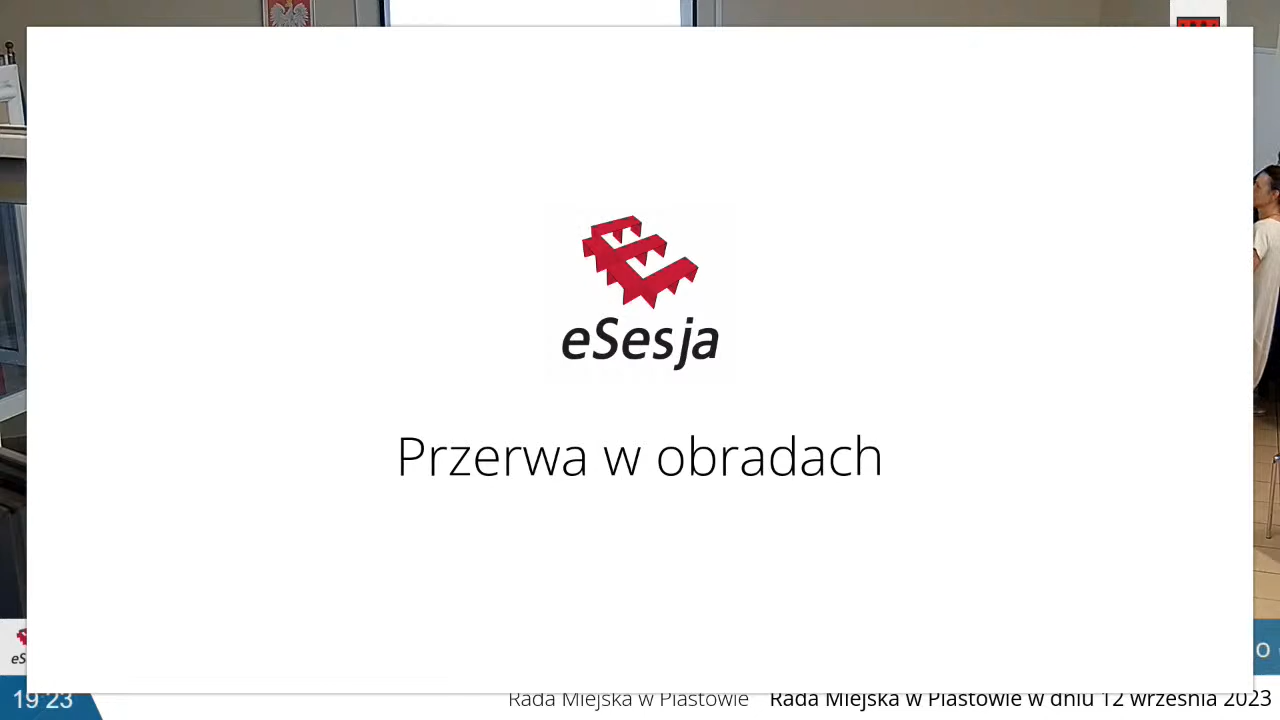 eSesja
Przerwa w obradach
19:23
Rada Miejska w Piastowie Rada Miejska w Piastowie w dniu 12 września 2023